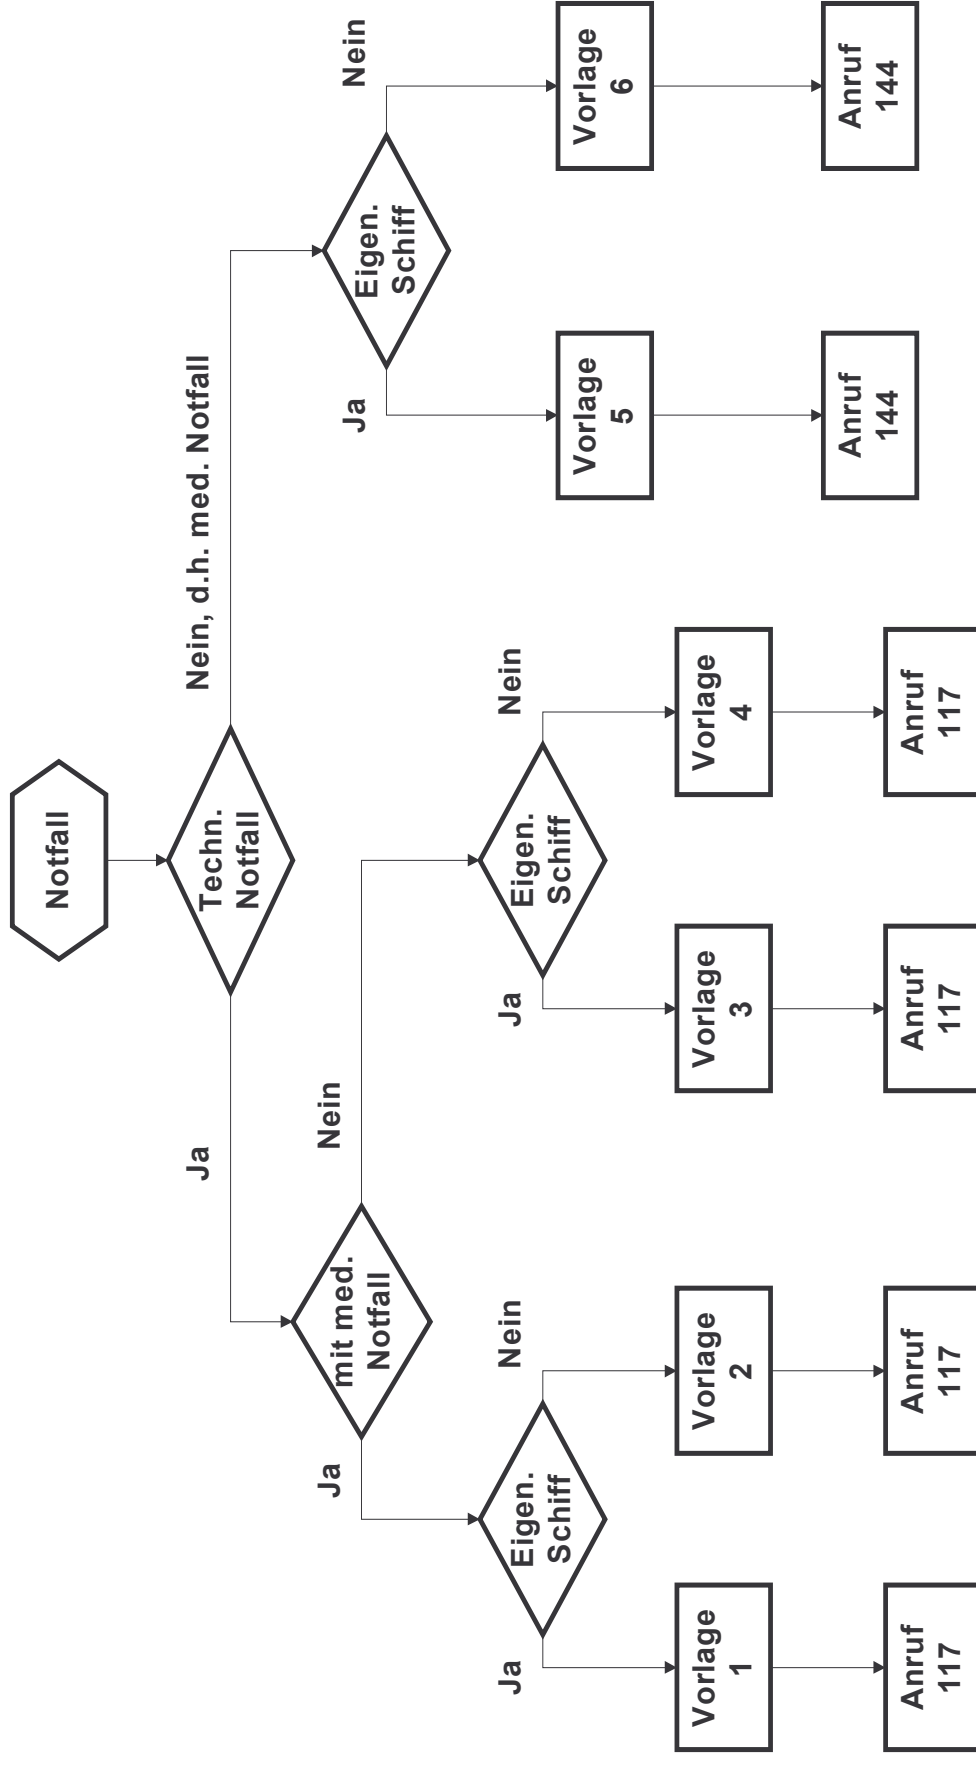 Notfall
Techn.
Notfall
Ja
Nein, d.h. med. Notfall
mit med.
Notfall
Ja
Nein
Eigen.
Schiff
Ja
Nein
Eigen.
Schiff
Ja
Nein
Eigen.
Schiff
Ja
Nein
Vorlage
1
Vorlage
2
Vorlage
3
Vorlage
4
Vorlage
5
Vorlage
6
Anruf
117
Anruf
117
Anruf
117
Anruf
117
Anruf
144
Anruf
144